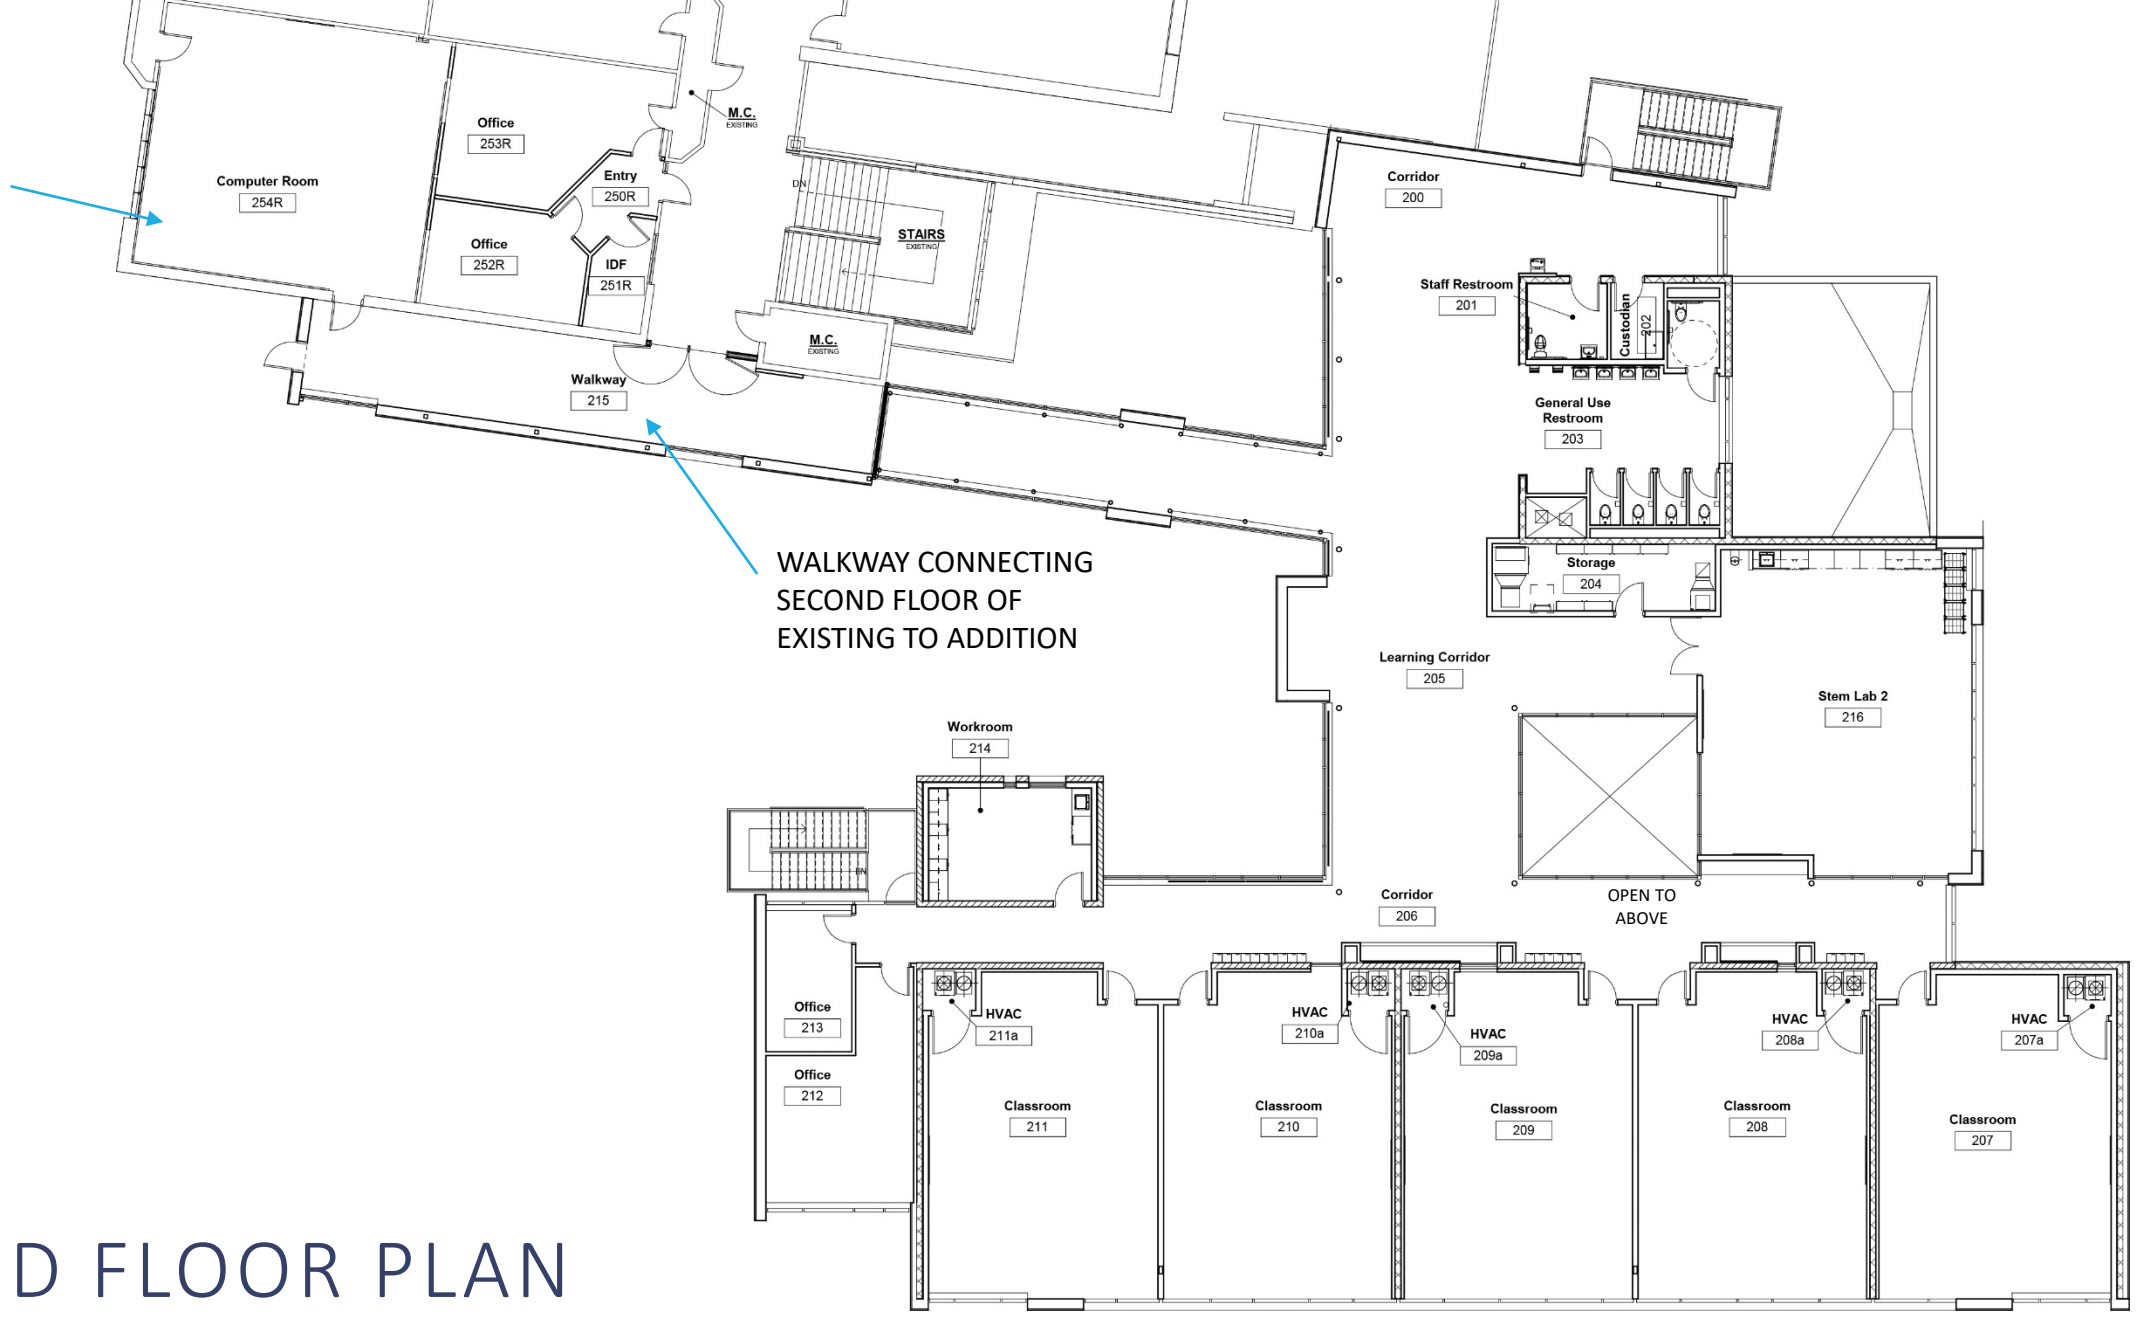 M.C.
EXISTING
Office
253R
Computer Room
254R
Entry
250R
Office
252R
IDF
251R
DN
STAIRS
EXISTING
Corridor
200
Staff Restroom
201
Custodian
202
M.C.
EXISTING
Walkway
215
General Use
Restroom
203
WALKWAY CONNECTING
SECOND FLOOR OF
EXISTING TO ADDITION
Storage
204
Learning Corridor
205
Stem Lab 2
216
Workroom
214
DN
Corridor
206
OPEN TO
ABOVE
Office
213
HVAC
211a
HVAC
210a
HVAC
209a
HVAC
208a
HVAC
207a
Office
212
Classroom
211
Classroom
210
Classroom
209
Classroom
208
Classroom
207
D FLOOR PLAN